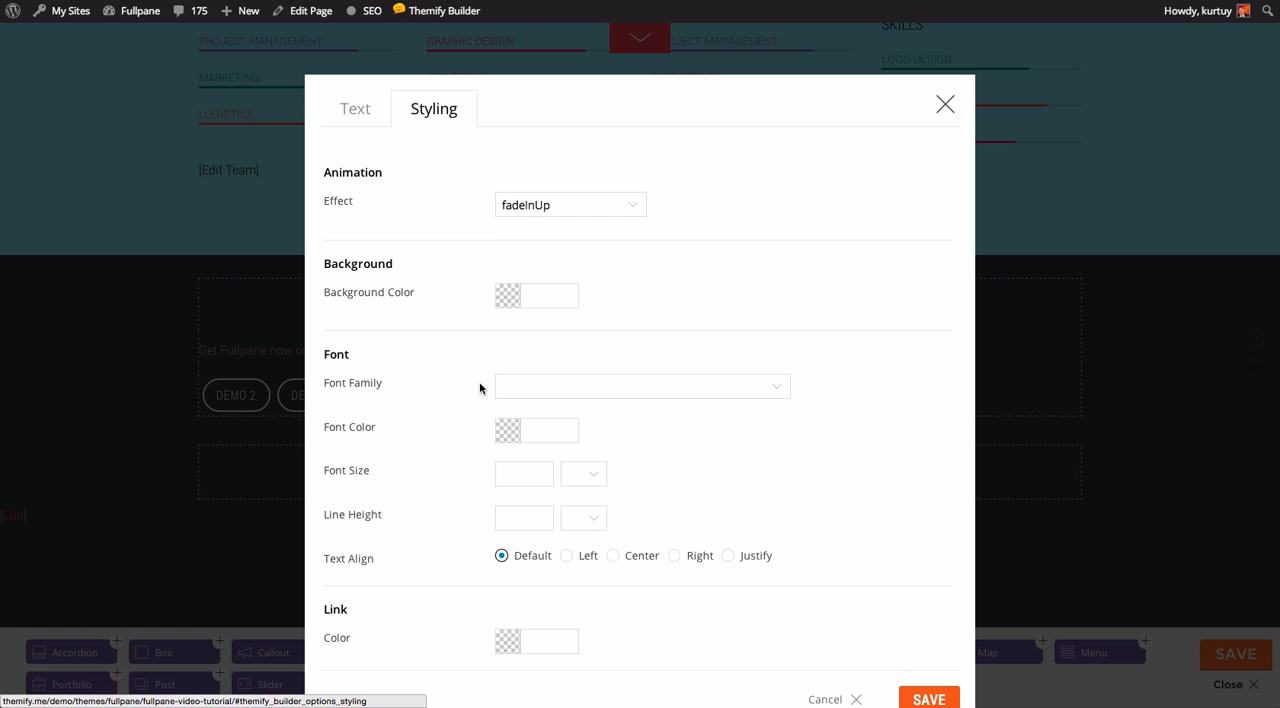 My Sites Fullpane 175 + New Edit Page SEO Themify Builder Howdy, kurtuy
SKILLS
PROJECT MANAGEMENT GRAPHIC DESIGN JECT MANAGEMENT
LOGO DESIGN
MARKETING
LOGISTICS
[Edit Team]
Text Styling
Animation
Effect fadeInUp
Background
Background Color
Get Fullpane now o
Font
Font Family
DEMO 2 DE
Font Color
Font Size
Line Height
[Edit]
Text Align Default Left Center Right Justify
Link
Color
Accordion Box Callout Map Menu SAVE
Portfolio Post Slider Close
themify.me/demo/themes/fullpane/fullpane-video-tutorial/#themify_builder_options_styling
Cancel SAVE